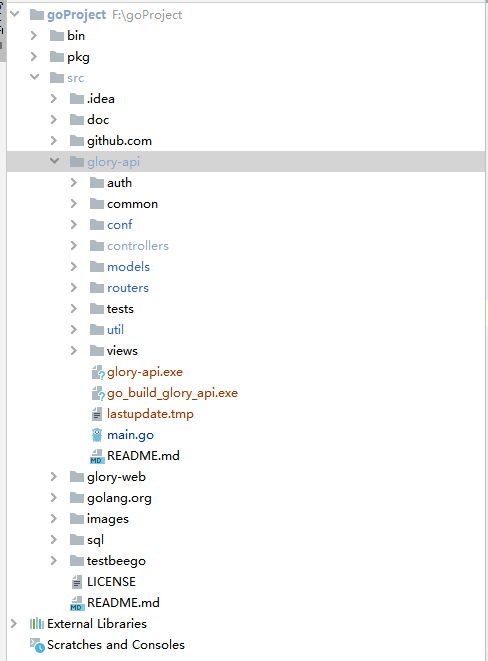 goProject F:\goProject
bin
pkg
src
.idea
doc
github.com
glory-api
auth
common
conf
controllers
models
routers
tests
util
views
glory-api.exe
go_build_glory_api.exe
lastupdate.tmp
main.go
MD README.md
glory-web
golang.org
images
sql
testbeego
LICENSE
MD README.md
External Libraries
Scratches and Consoles